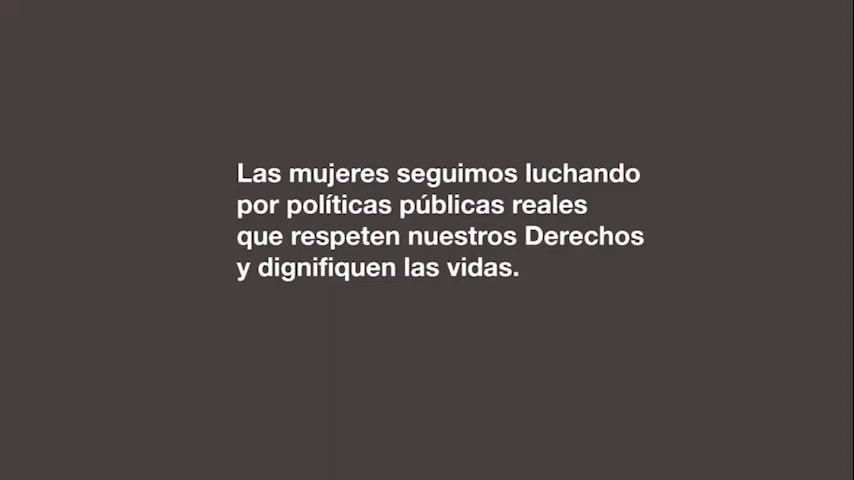 Las mujeres seguimos luchando
por políticas públicas reales
que respeten nuestros Derechos
y dignifiquen las vidas.